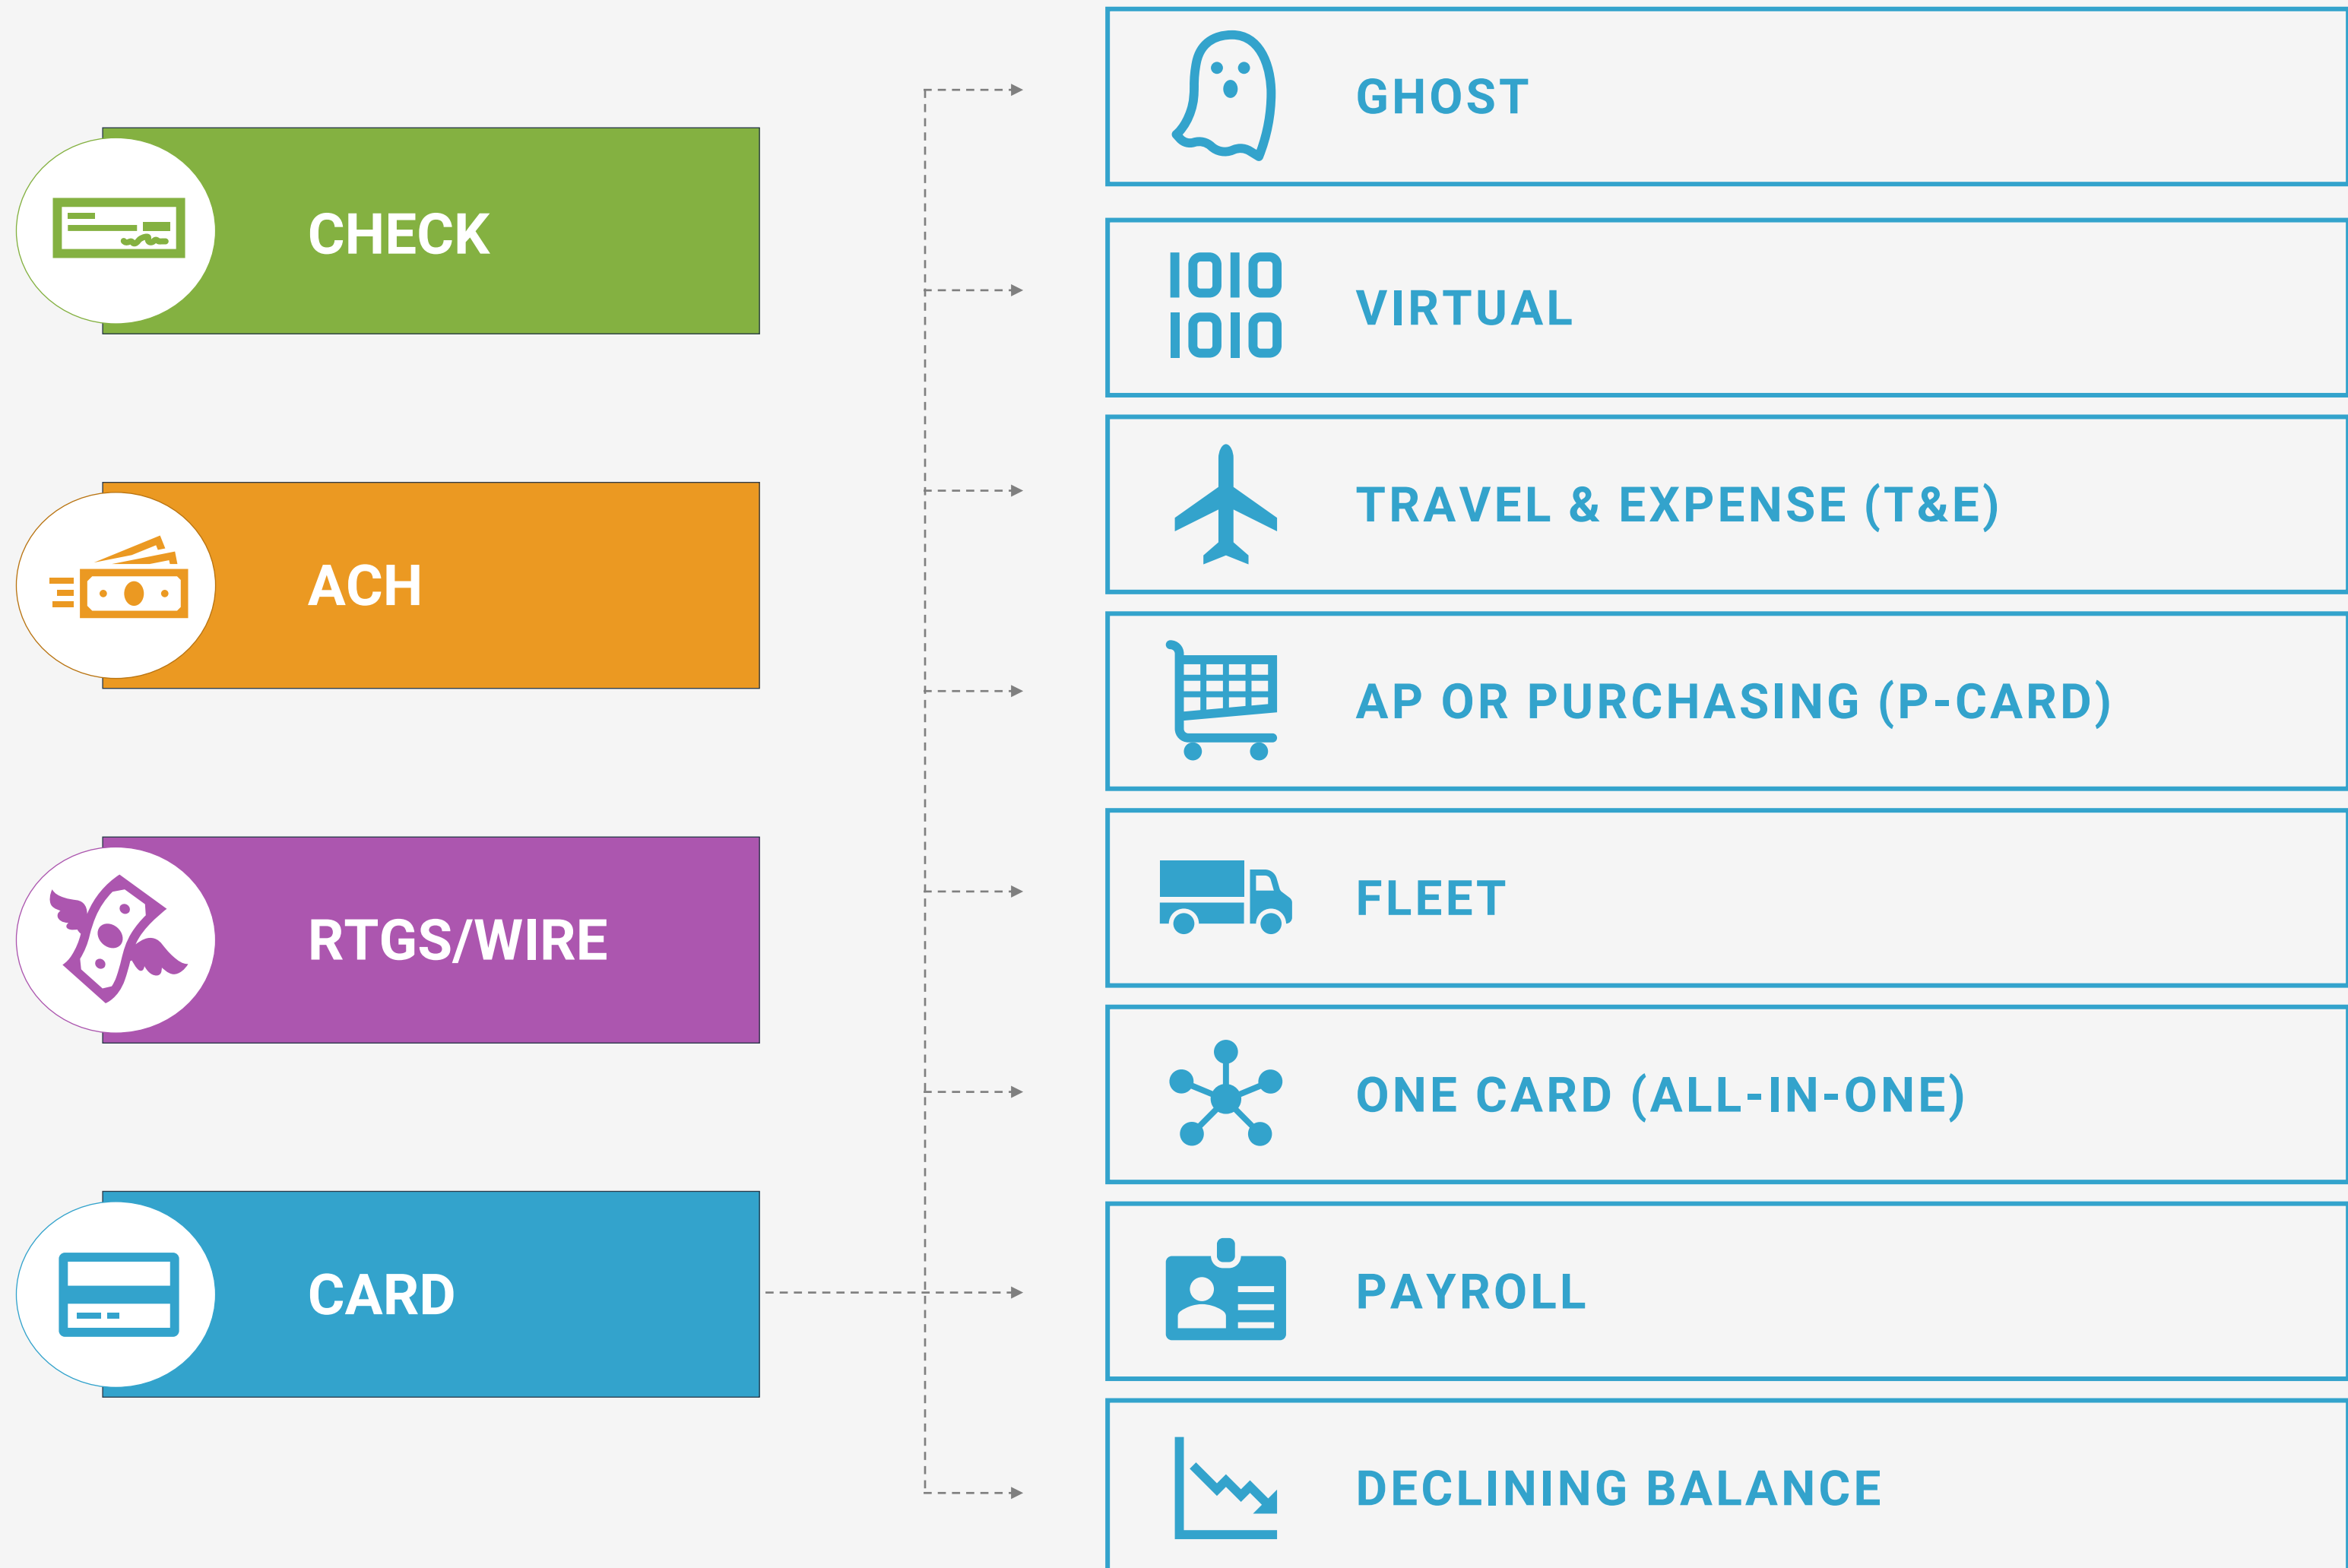 CHECK
ACH
RTGS/WIRE
CARD
GHOST
1010
1010
VIRTUAL
TRAVEL & EXPENSE (T&E)
AP OR PURCHASING (P-CARD)
FLEET
ONE CARD (ALL-IN-ONE)
PAYROLL
DECLINING BALANCE